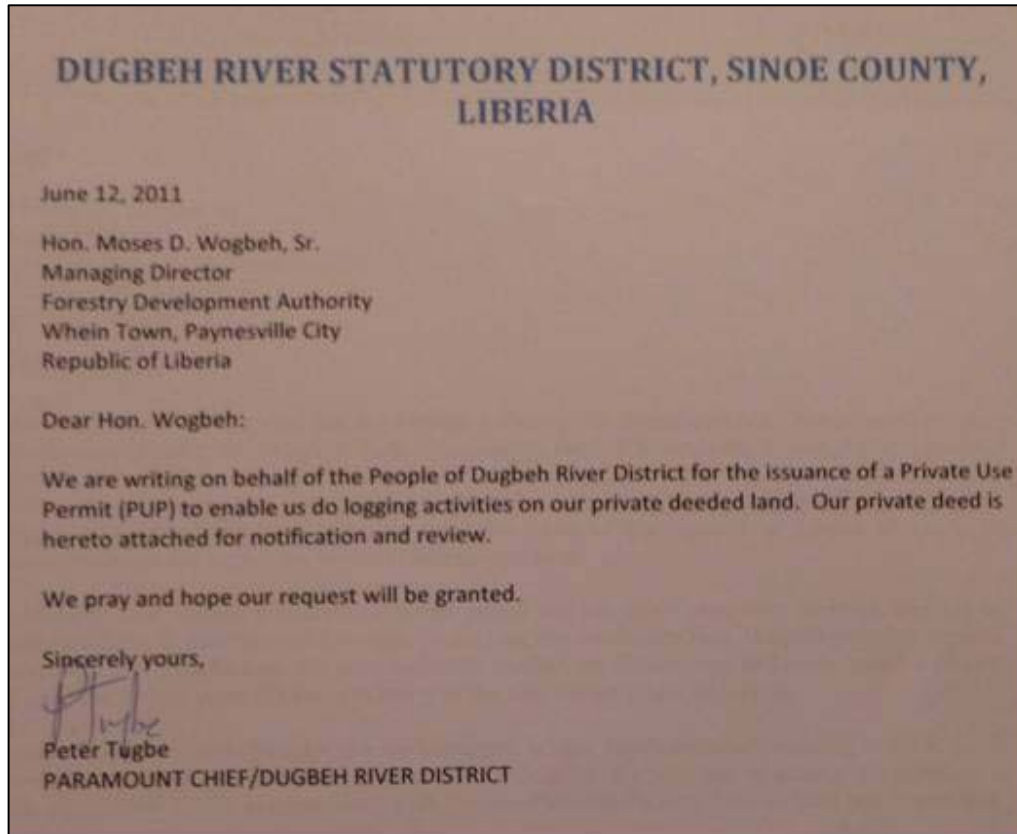 DUGBEH RIVER STATUTORY DISTRICT, SINOE COUNTY,
LIBERIA
June 12, 2011
Hon. Moses D. Wogbeh, Sr.
Managing Director
Forestry Development Authority
Whein Town, Paynesville City
Republic of Liberia
Dear Hon. Wogbeh:
We are writing on behalf of the People of Dugbeh River District for the issuance of a Private Use
Permit (PUP) to enable us do logging activities on our private deeded land. Our private deed is
hereto attached for notification and review.
We pray and hope our request will be granted.
Sincerely yours,
P. Tugbe
Peter Tugbe
PARAMOUNT CHIEF/DUGBEH RIVER DISTRICT